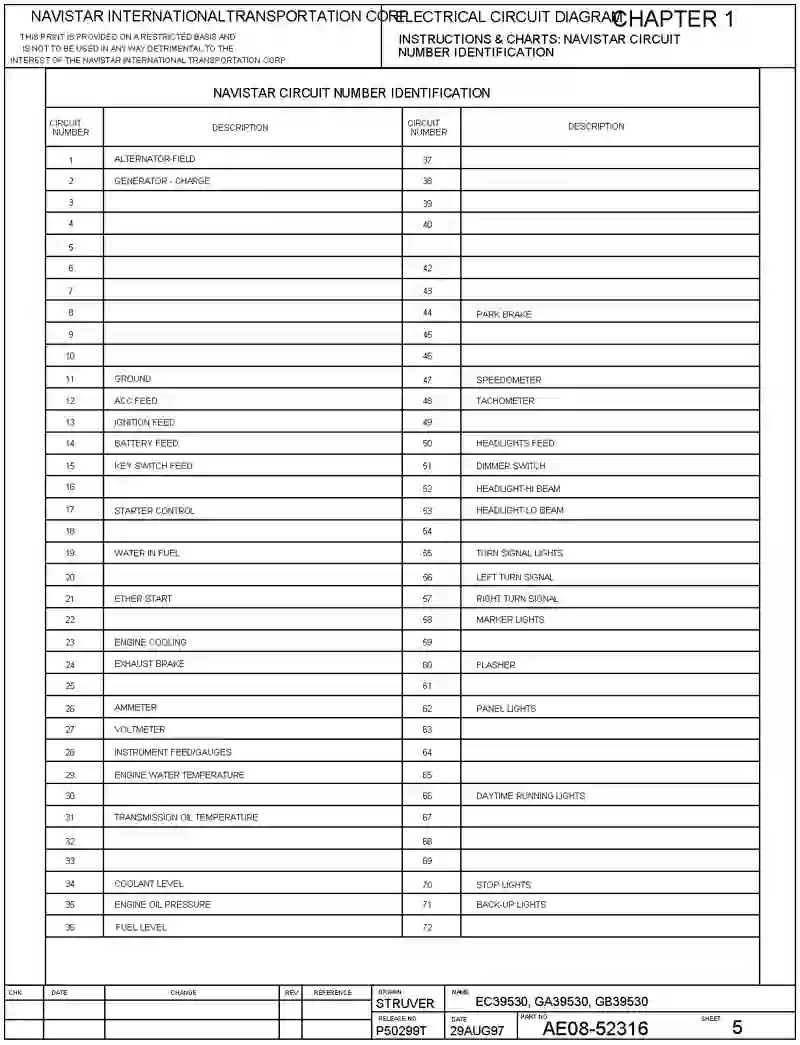 NAVISTAR INTERNATIONALTRANSPORTATION CORP.
THIS PRINT IS PROVIDED ON A RESTRICTED BASIS AND
IS NOT TO BE USED IN ANY WAY DETRIMENTAL TO THE
INTEREST OF THE NAVISTAR INTERNATIONAL TRANSPORTATION CORP
ELECTRICAL CIRCUIT DIAGRAM
CHAPTER 1
INSTRUCTIONS & CHARTS: NAVISTAR CIRCUIT
NUMBER IDENTIFICATION
NAVISTAR CIRCUIT NUMBER IDENTIFICATION
CIRCUIT NUMBER DESCRIPTION CIRCUIT NUMBER DESCRIPTION
1 ALTERNATOR-FIELD 37
2 GENERATOR - CHARGE 38
3 39
4 40
5
6 42
7 43
8 44 PARK BRAKE
9 45
10 46
11 GROUND 47 SPEEDOMETER
12 ACC FEED 48 TACHOMETER
13 IGNITION FEED 49
14 BATTERY FEED 50 HEADLIGHTS FEED
15 KEY SWITCH FEED 51 DIMMER SWITCH
16 52 HEADLIGHT-HI BEAM
17 STARTER CONTROL 53 HEADLIGHT-LO BEAM
18 54
19 WATER IN FUEL 55 TURN SIGNAL LIGHTS
20 56 LEFT TURN SIGNAL
21 ETHER START 57 RIGHT TURN SIGNAL
22 58 MARKER LIGHTS
23 ENGINE COOLING 59
24 EXHAUST BRAKE 60 FLASHER
25 61
26 AMMETER 62 PANEL LIGHTS
27 VOLTMETER 63
28 INSTRUMENT FEED/GAUGES 64
29 ENGINE WATER TEMPERATURE 65
30 66 DAYTIME RUNNING LIGHTS
31 TRANSMISSION OIL TEMPERATURE 67
32 68
33 69
34 COOLANT LEVEL 70 STOP LIGHTS
35 ENGINE OIL PRESSURE 71 BACK-UP LIGHTS
36 FUEL LEVEL 72
CHK DATE CHANGE REV REFERENCE
DRAWN STRUVER
NAME EC39530, GA39530, GB39530
RELEASE NO. P50299T
DATE 29AUG97
PART NO. AE08-52316
SHEET 5